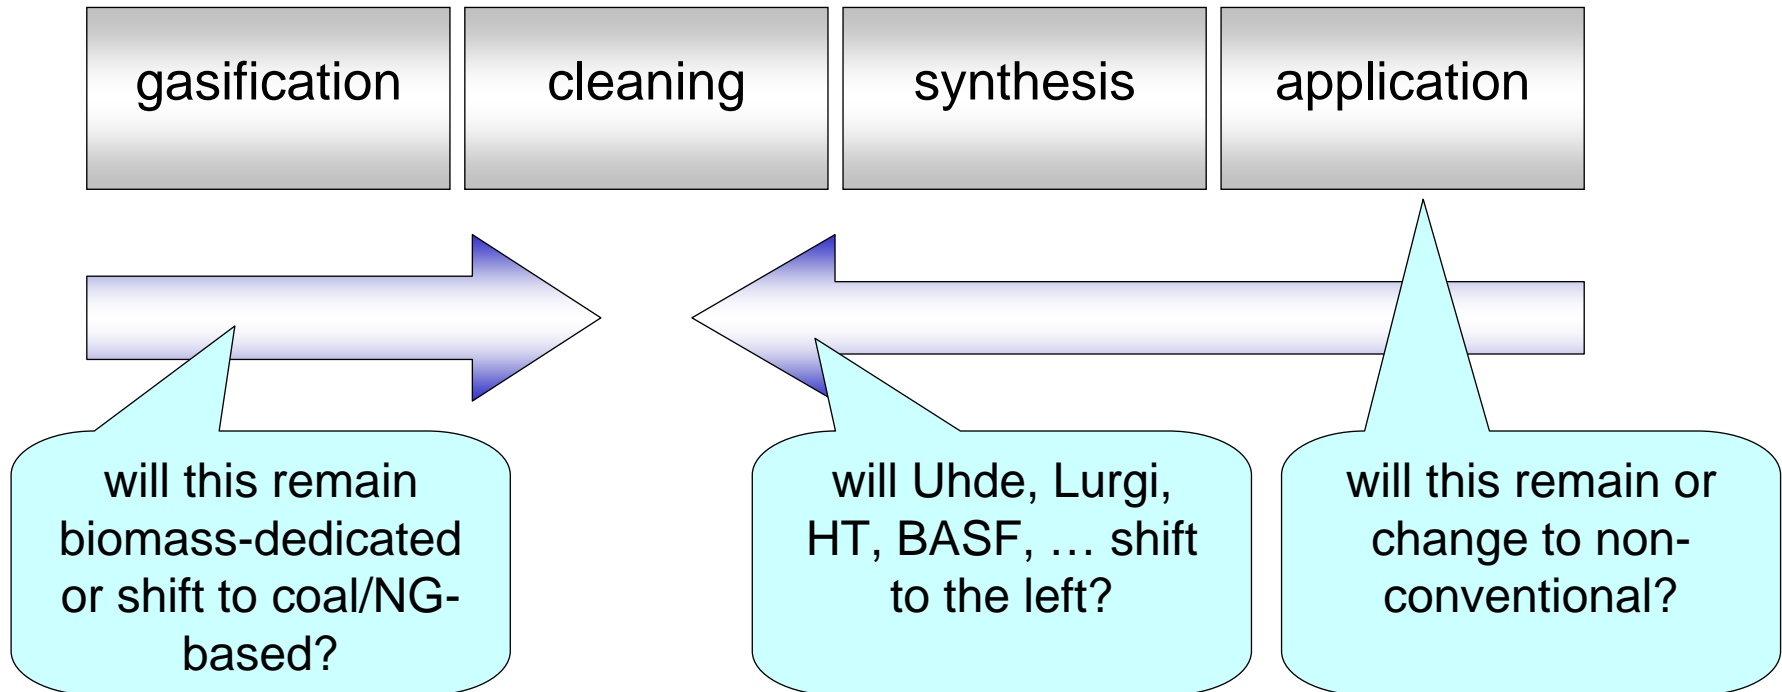 gasification
cleaning
synthesis
application
will this remain
biomass-dedicated
or shift to coal/NG-
based?
will Uhde, Lurgi,
HT, BASF, … shift
to the left?
will this remain or
change to non-
conventional?